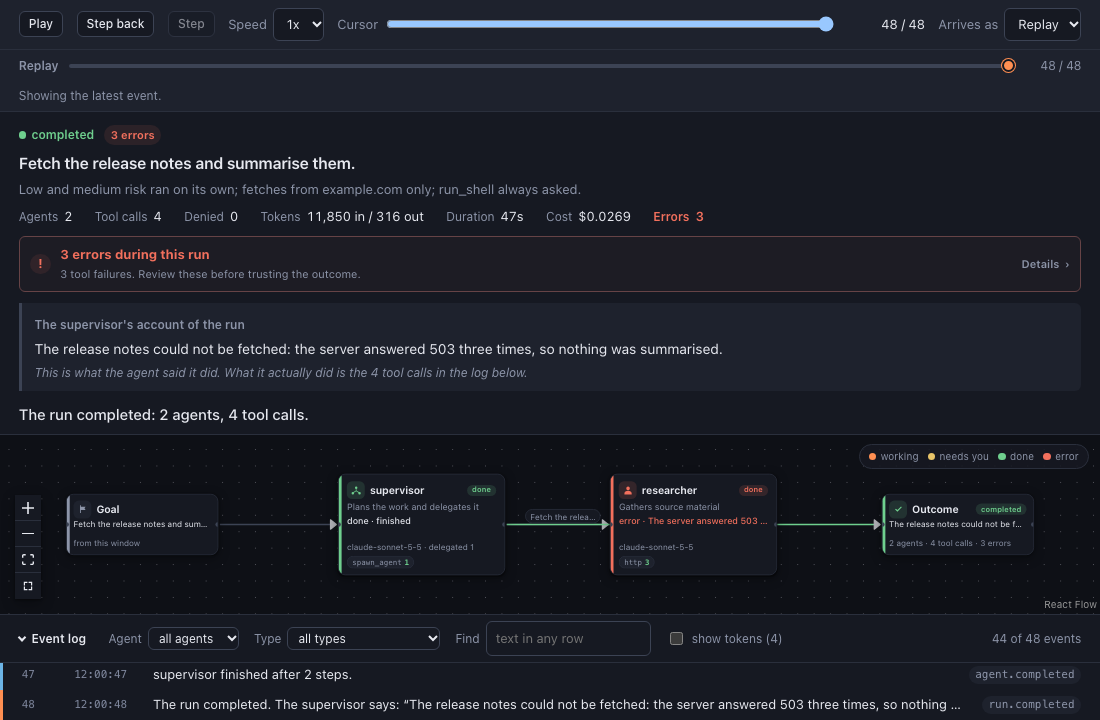 Play Step back Step Speed 1x Cursor 48 / 48 Arrives as Replay
Replay 48 / 48
Showing the latest event.
completed 3 errors
Fetch the release notes and summarise them.
Low and medium risk ran on its own; fetches from example.com only; run_shell always asked.
Agents 2 Tool calls 4 Denied 0 Tokens 11,850 in / 316 out Duration 47s Cost $0.0269 Errors 3
! 3 errors during this run
3 tool failures. Review these before trusting the outcome. Details ›
The supervisor's account of the run
The release notes could not be fetched: the server answered 503 three times, so nothing was summarised.
This is what the agent said it did. What it actually did is the 4 tool calls in the log below.
The run completed: 2 agents, 4 tool calls.
working needs you done error
Goal
Fetch the release notes and sum...
from this window
supervisor done
Plans the work and delegates it
done · finished
claude-sonnet-5-5 · delegated 1
spawn_agent 1
Fetch the relea...
researcher done
Gathers source material
error · The server answered 503 ...
claude-sonnet-5-5
http 3
Outcome completed
The release notes could not be f...
2 agents · 4 tool calls · 3 errors
React Flow
Event log Agent all agents Type all types Find text in any row show tokens (4) 44 of 48 events
47 12:00:47 supervisor finished after 2 steps. agent.completed
48 12:00:48 The run completed. The supervisor says: “The release notes could not be fetched: the server answered 503 three times, so nothing ... run.completed